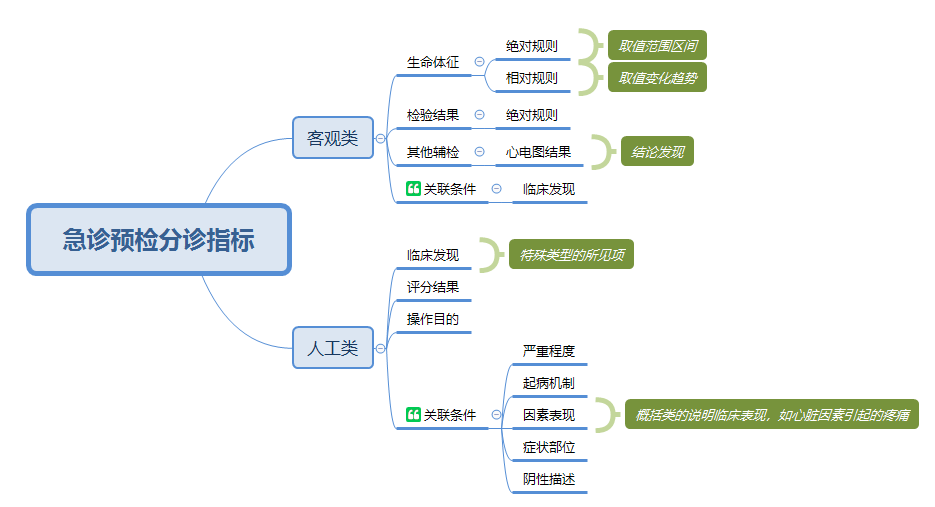 急诊预检分诊指标
客观类
生命体征
绝对规则
取值范围区间
相对规则
取值变化趋势
检验结果
绝对规则
其他辅检
心电图结果
结论发现
关联条件
临床发现
人工类
临床发现
特殊类型的所见项
评分结果
操作目的
关联条件
严重程度
起病机制
因素表现
概括类的说明临床表现，如心脏因素引起的疼痛
症状部位
阴性描述